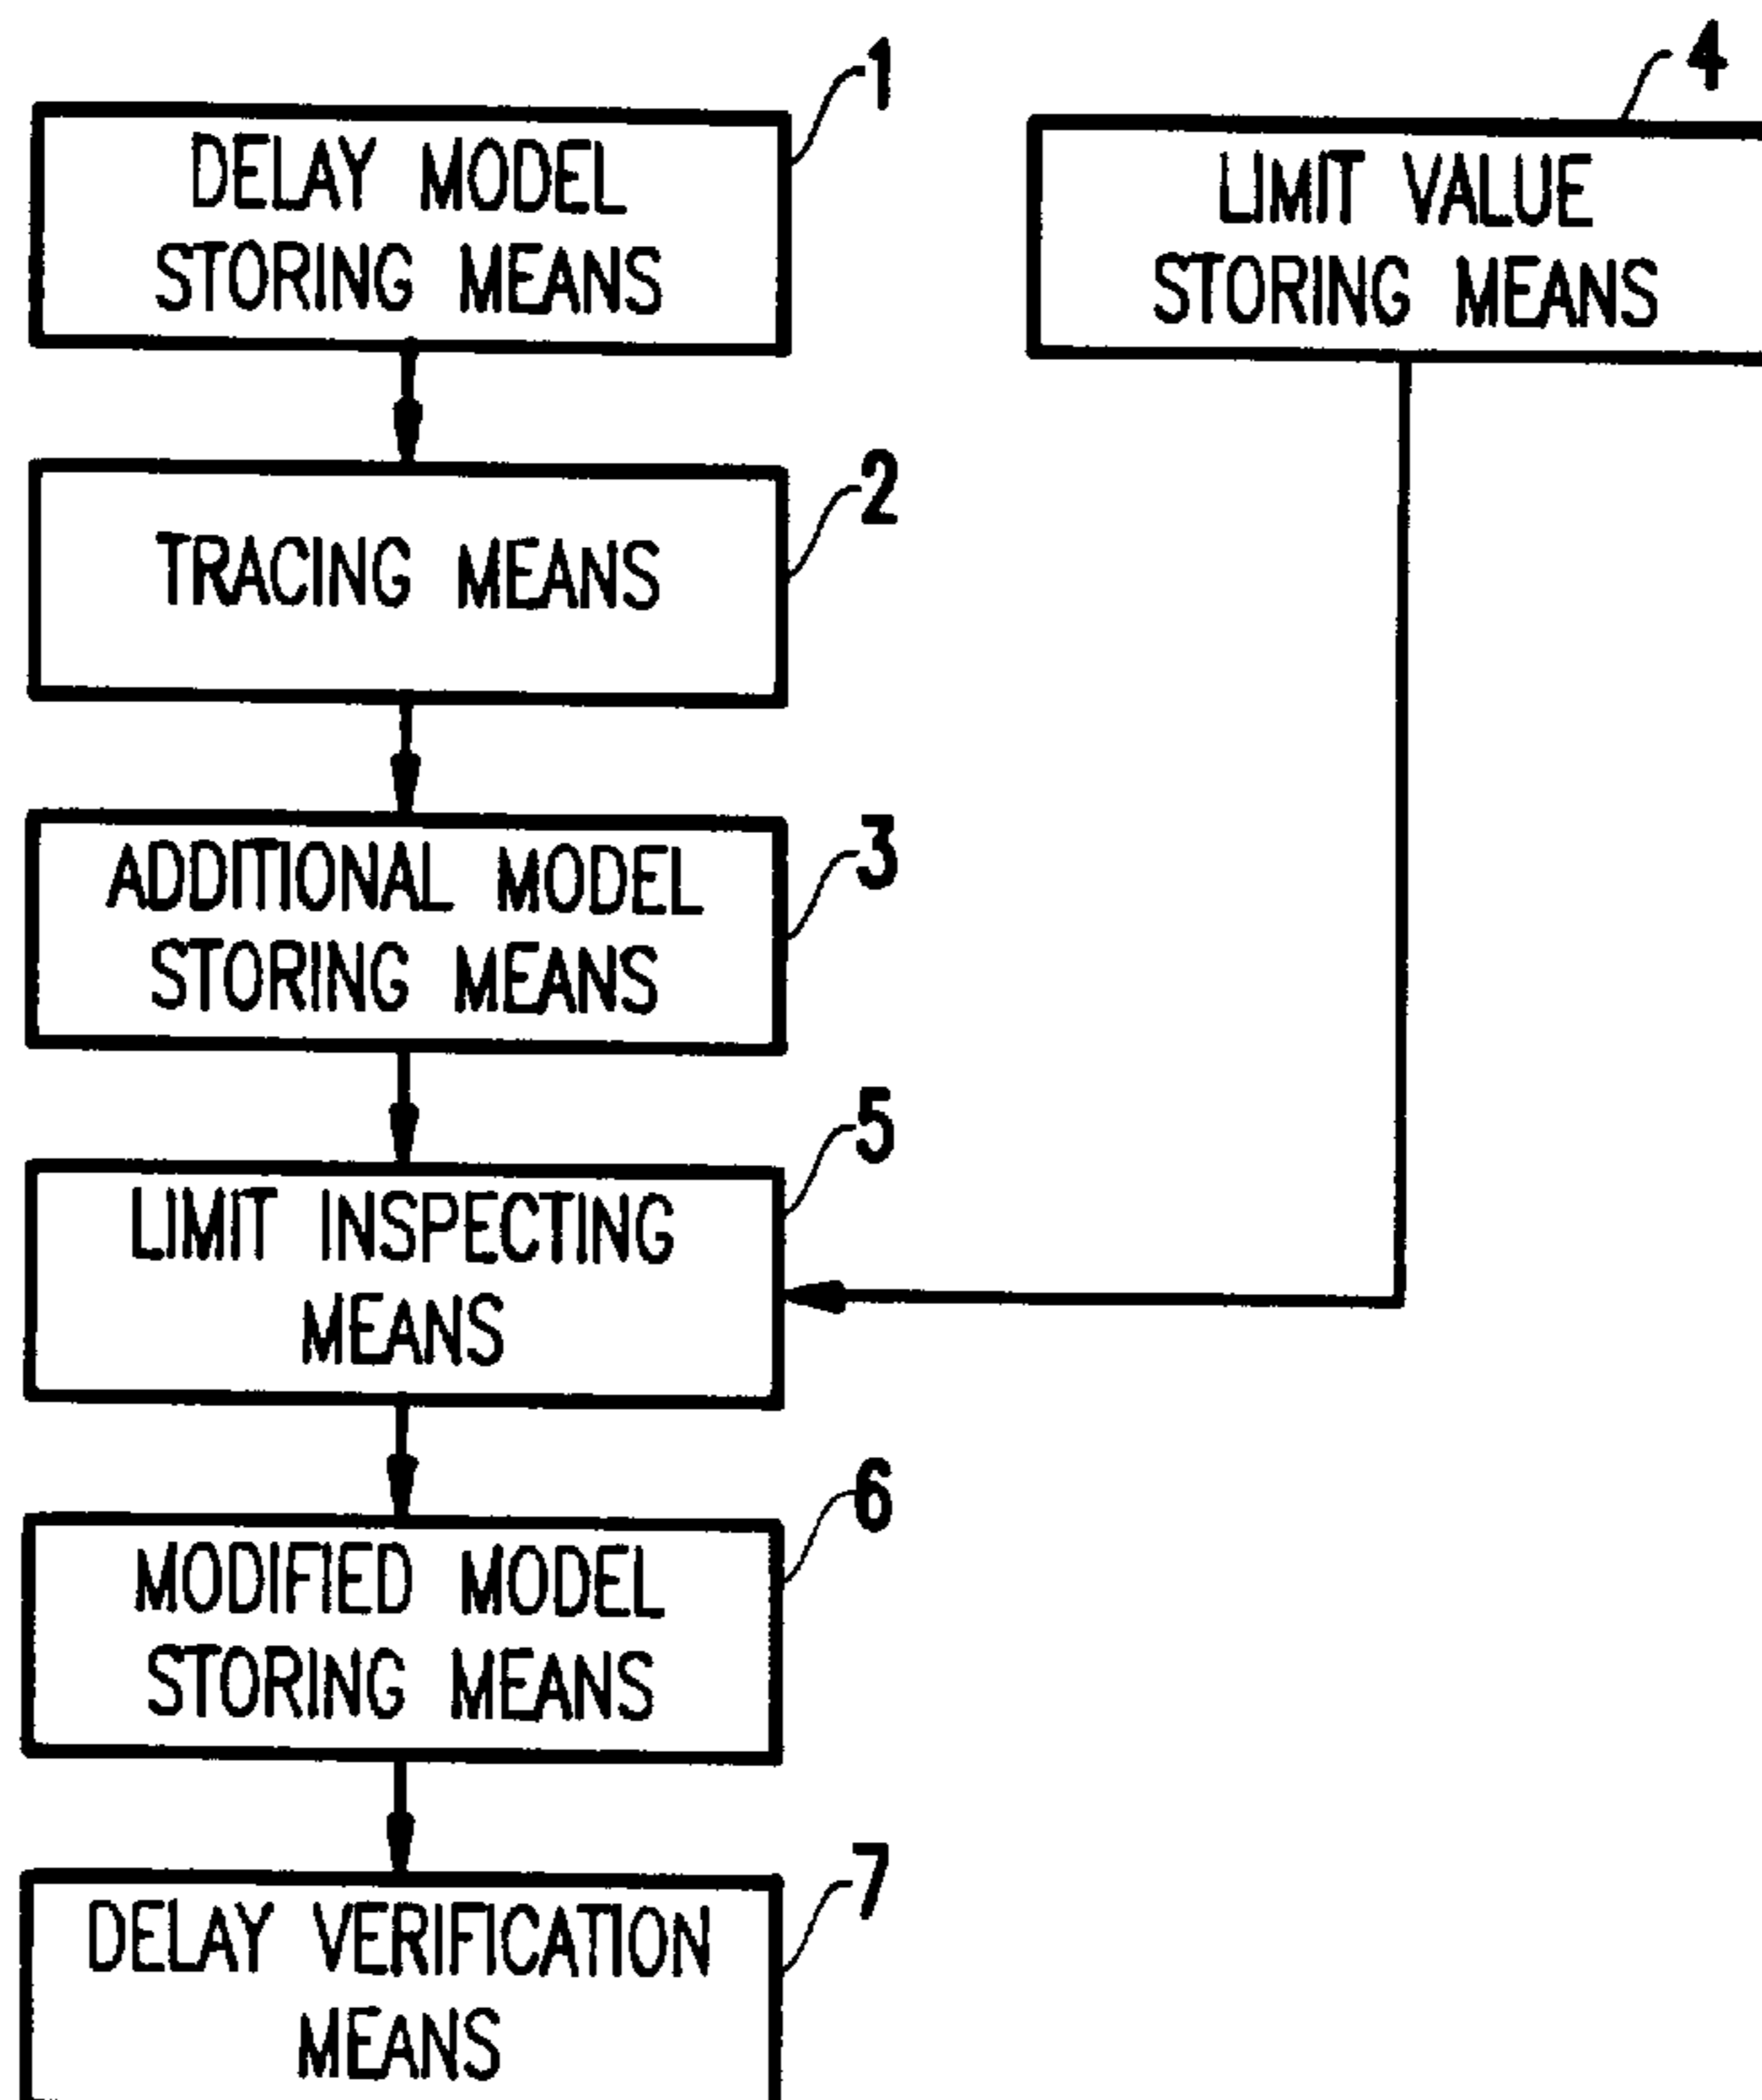 1
DELAY MODEL
STORING MEANS
4
LIMIT VALUE
STORING MEANS
2
TRACING MEANS
3
ADDITIONAL MODEL
STORING MEANS
5
LIMIT INSPECTING
MEANS
6
MODIFIED MODEL
STORING MEANS
7
DELAY VERIFICATION
MEANS